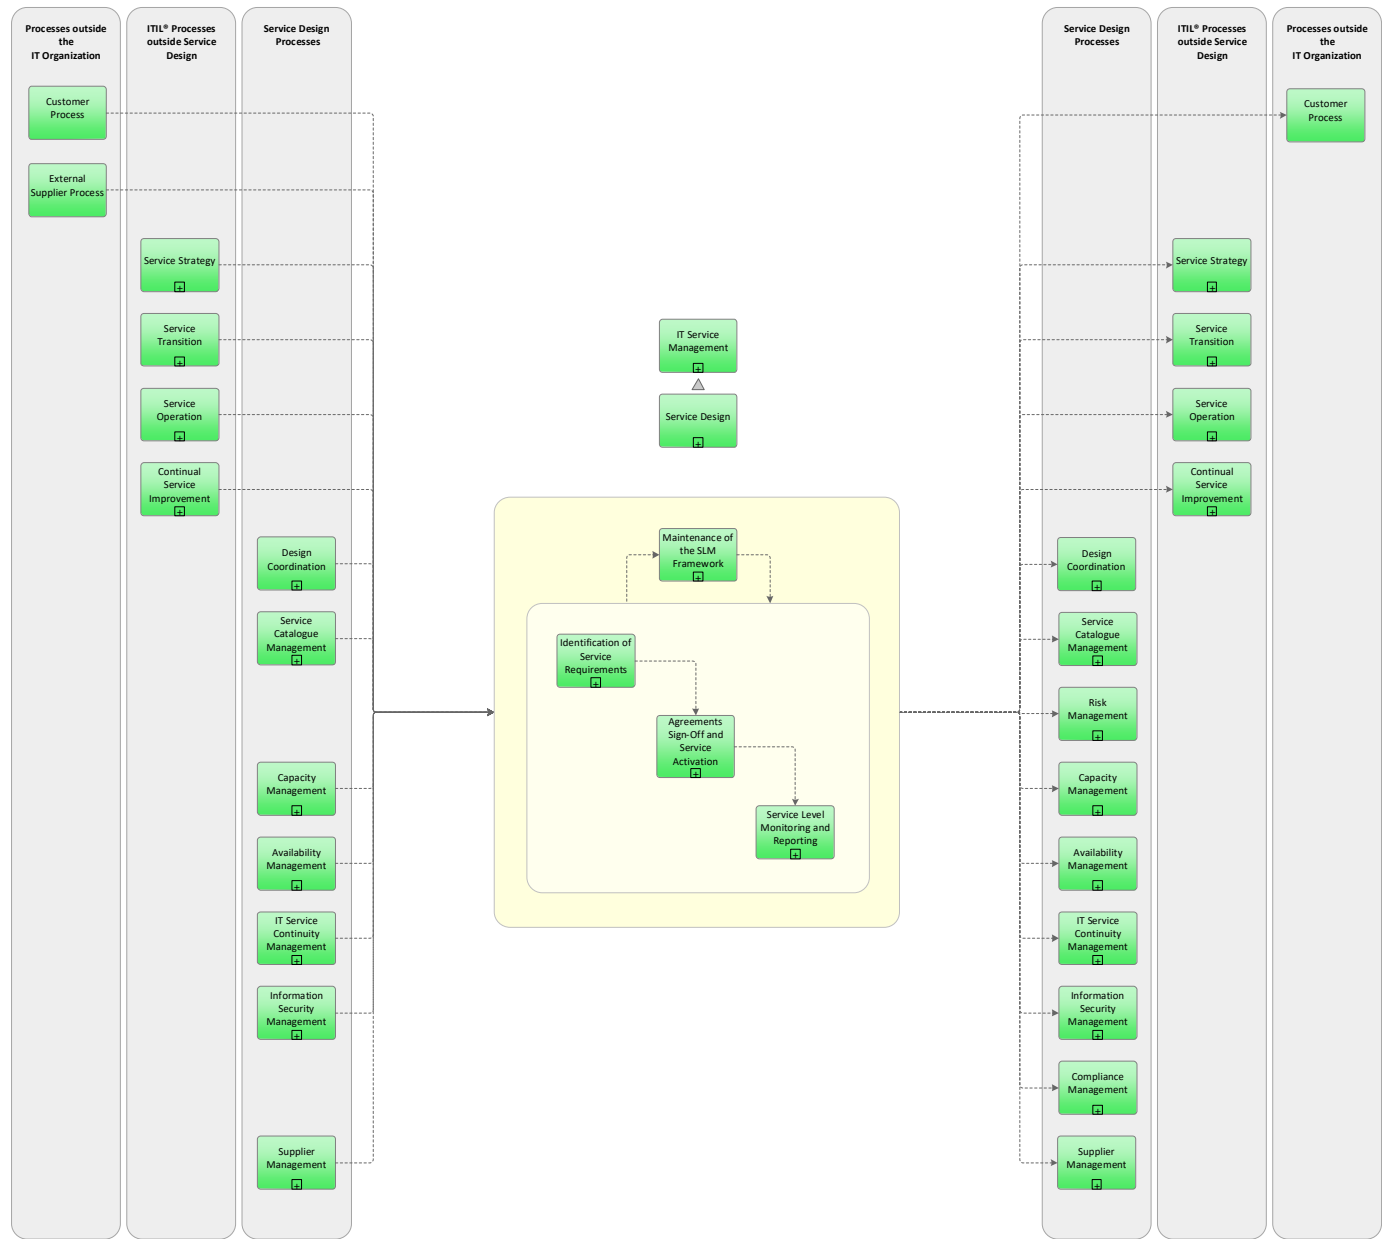 Processes outside
the
IT Organization
Customer
Process
External
Supplier Process
ITIL® Processes
outside Service
Design
Service Strategy
Service
Transition
Service
Operation
Continual
Service
Improvement
Service Design
Processes
Design
Coordination
Service
Catalogue
Management
Capacity
Management
Availability
Management
IT Service
Continuity
Management
Information
Security
Management
Supplier
Management
IT Service
Management
Service Design
Maintenance of
the SLM
Framework
Identification of
Service
Requirements
Agreements
Sign-Off and
Service
Activation
Service Level
Monitoring and
Reporting
Service Design
Processes
Design
Coordination
Service
Catalogue
Management
Risk
Management
Capacity
Management
Availability
Management
IT Service
Continuity
Management
Information
Security
Management
Compliance
Management
Supplier
Management
ITIL® Processes
outside Service
Design
Service Strategy
Service
Transition
Service
Operation
Continual
Service
Improvement
Processes outside
the
IT Organization
Customer
Process